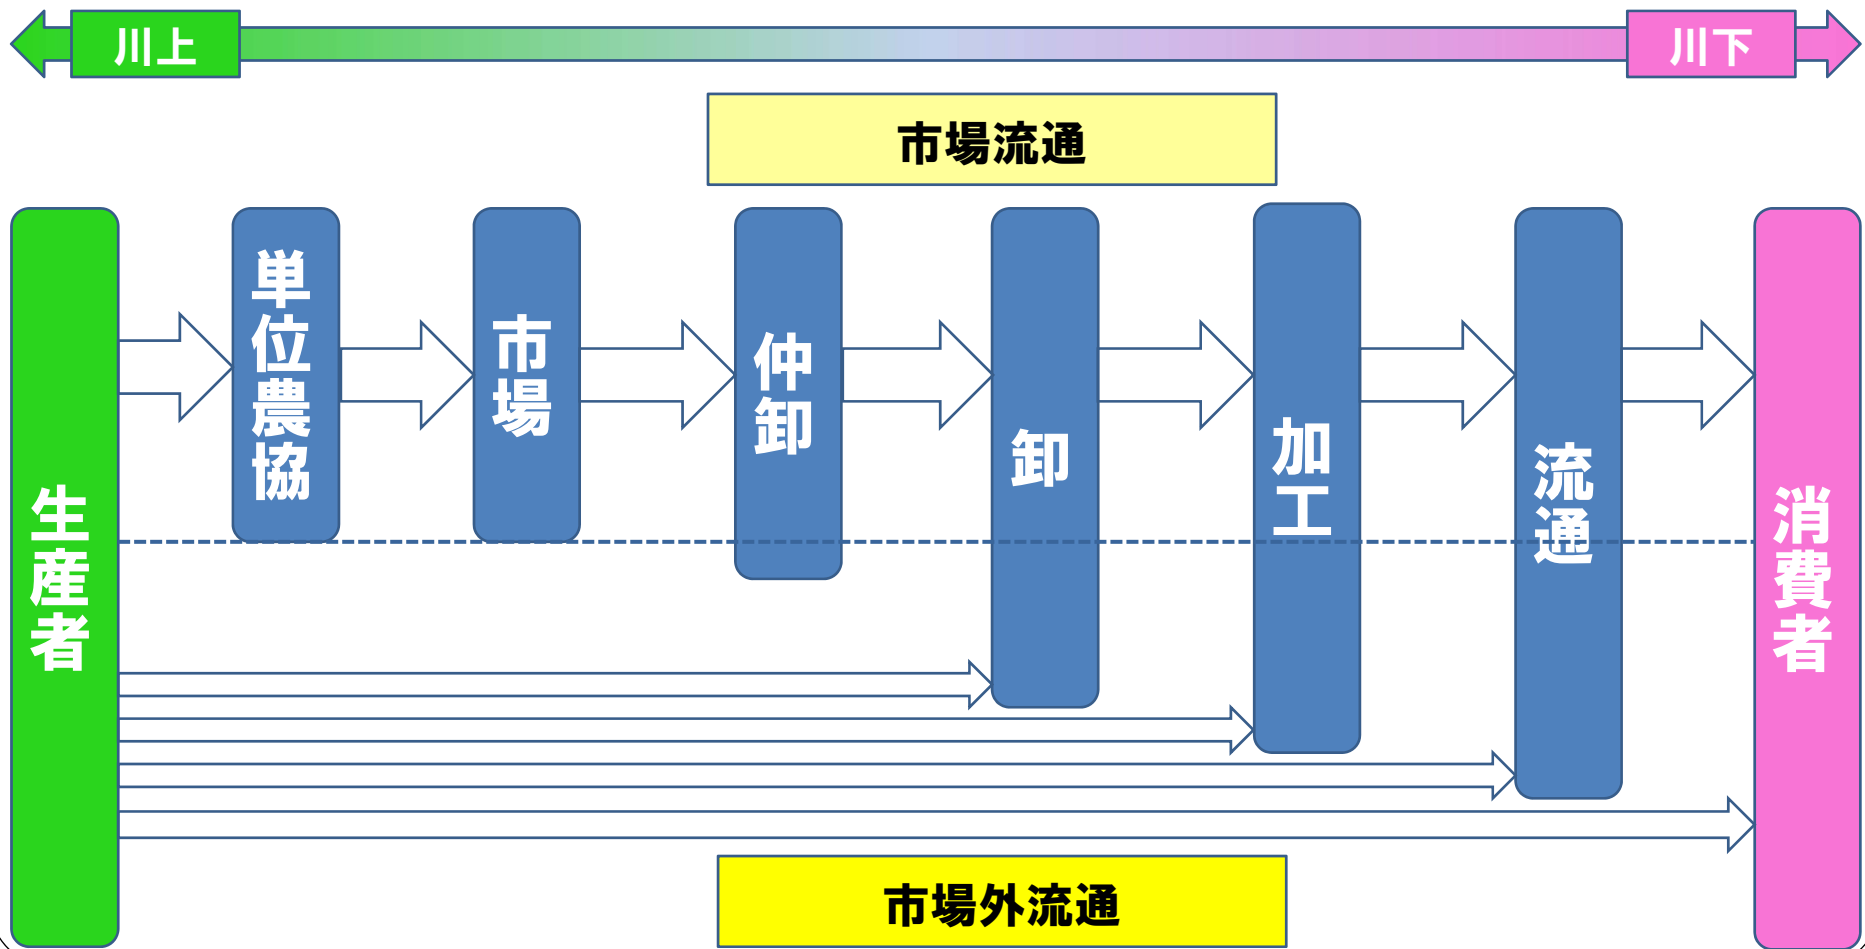 川上
川下
市場流通
生産者
単位農協
市場
仲卸
卸
加工
流通
消費者
市場外流通